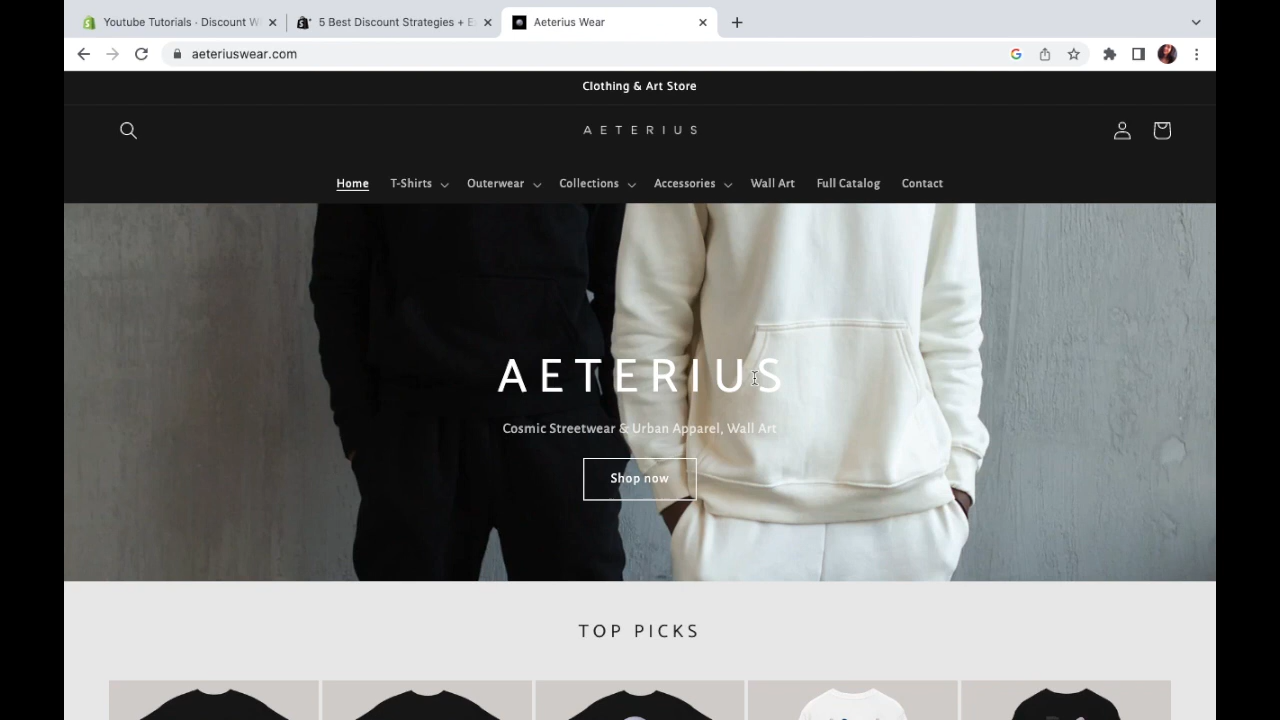 Youtube Tutorials - Discount W
5 Best Discount Strategies + E
Aeterius Wear
aeteriuswear.com
Clothing & Art Store
AETERIUS
Home T-Shirts Outerwear Collections Accessories Wall Art Full Catalog Contact
AETERIUS
Cosmic Streetwear & Urban Apparel, Wall Art
Shop now
TOP PICKS